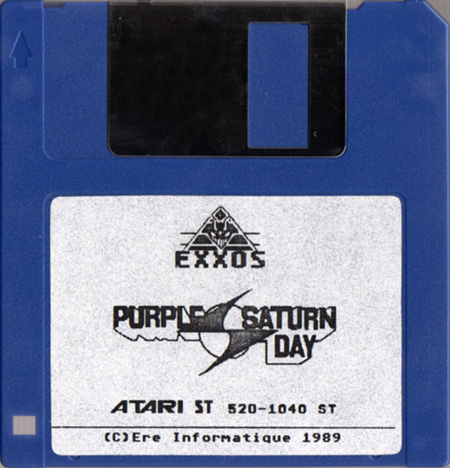 EXXOS
PURPLE SATURN
DAY
ATARI ST 520-1040 ST
(C)Ere Informatique 1989